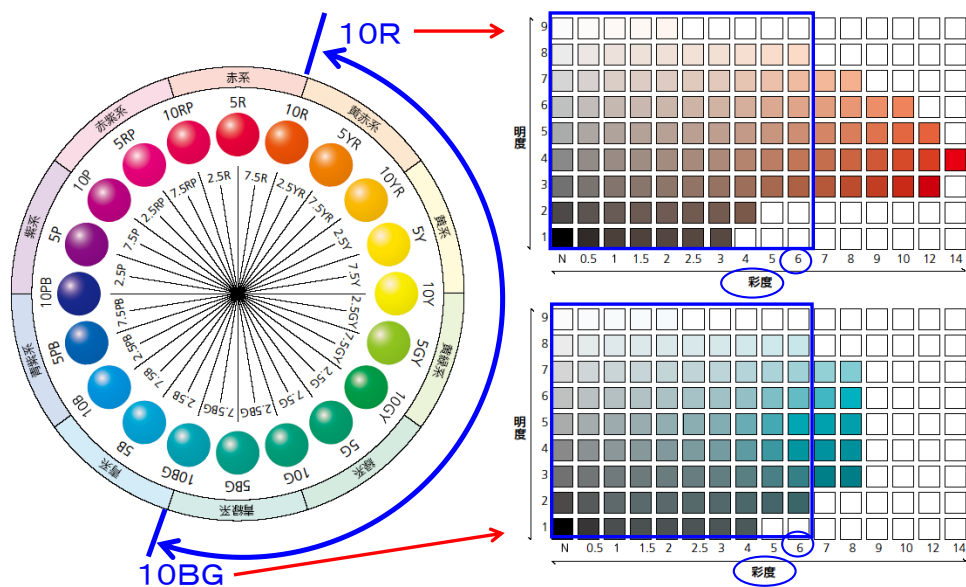 10R
赤系
黄赤系
黄系
黄緑系
緑系
青緑系
青系
青紫系
紫系
赤紫系
5R
10R
5YR
10YR
5Y
10Y
5GY
10GY
5G
10G
5BG
10BG
5B
10B
5PB
10PB
5P
10P
5RP
10RP
7.5R
2.5YR
7.5YR
2.5Y
7.5Y
2.5GY
7.5GY
2.5G
7.5G
2.5BG
7.5BG
2.5B
7.5B
2.5PB
7.5PB
2.5P
7.5P
2.5RP
7.5RP
2.5R
10BG
明度
9
8
7
6
5
4
3
2
1
N 0.5 1 1.5 2 2.5 3 4 5 6 7 8 9 10 12 14
彩度
明度
9
8
7
6
5
4
3
2
1
N 0.5 1 1.5 2 2.5 3 4 5 6 7 8 9 10 12 14
彩度